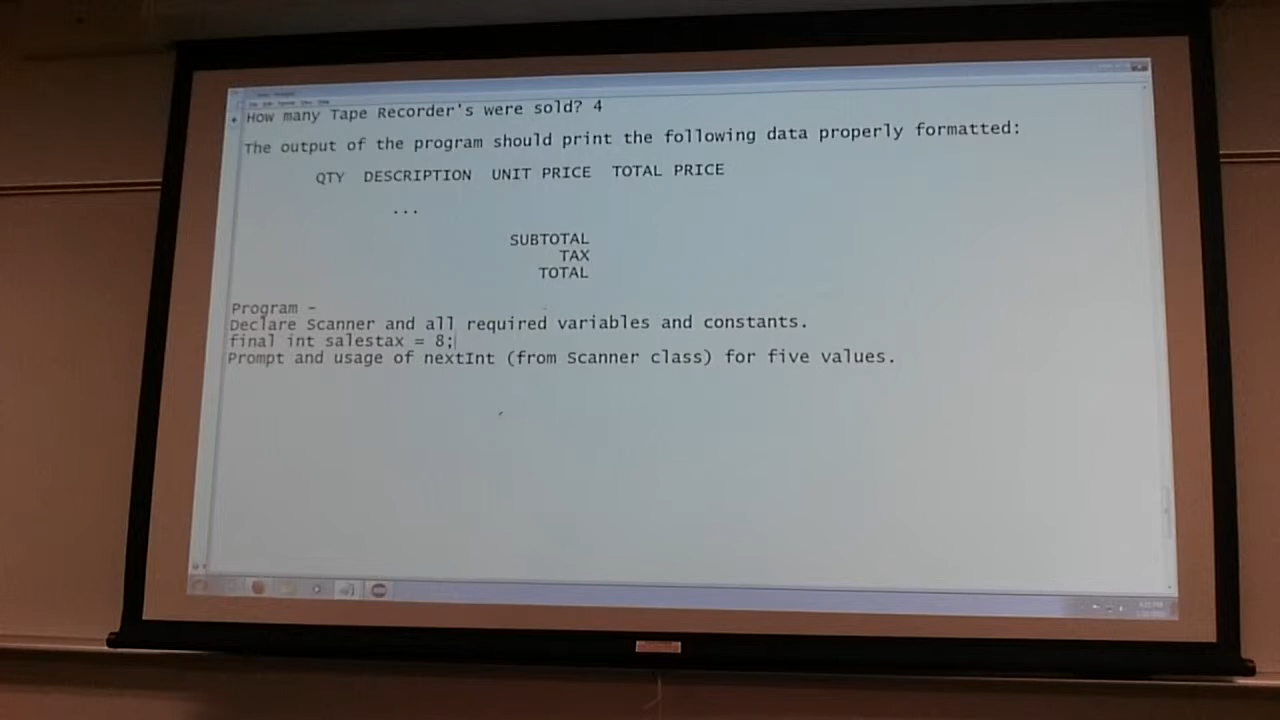 How many Tape Recorder's were sold? 4
The output of the program should print the following data properly formatted:
QTY DESCRIPTION UNIT PRICE TOTAL PRICE
...
SUBTOTAL
TAX
TOTAL
Program -
Declare Scanner and all required variables and constants.
final int salestax = 8;
Prompt and usage of nextInt (from Scanner class) for five values.